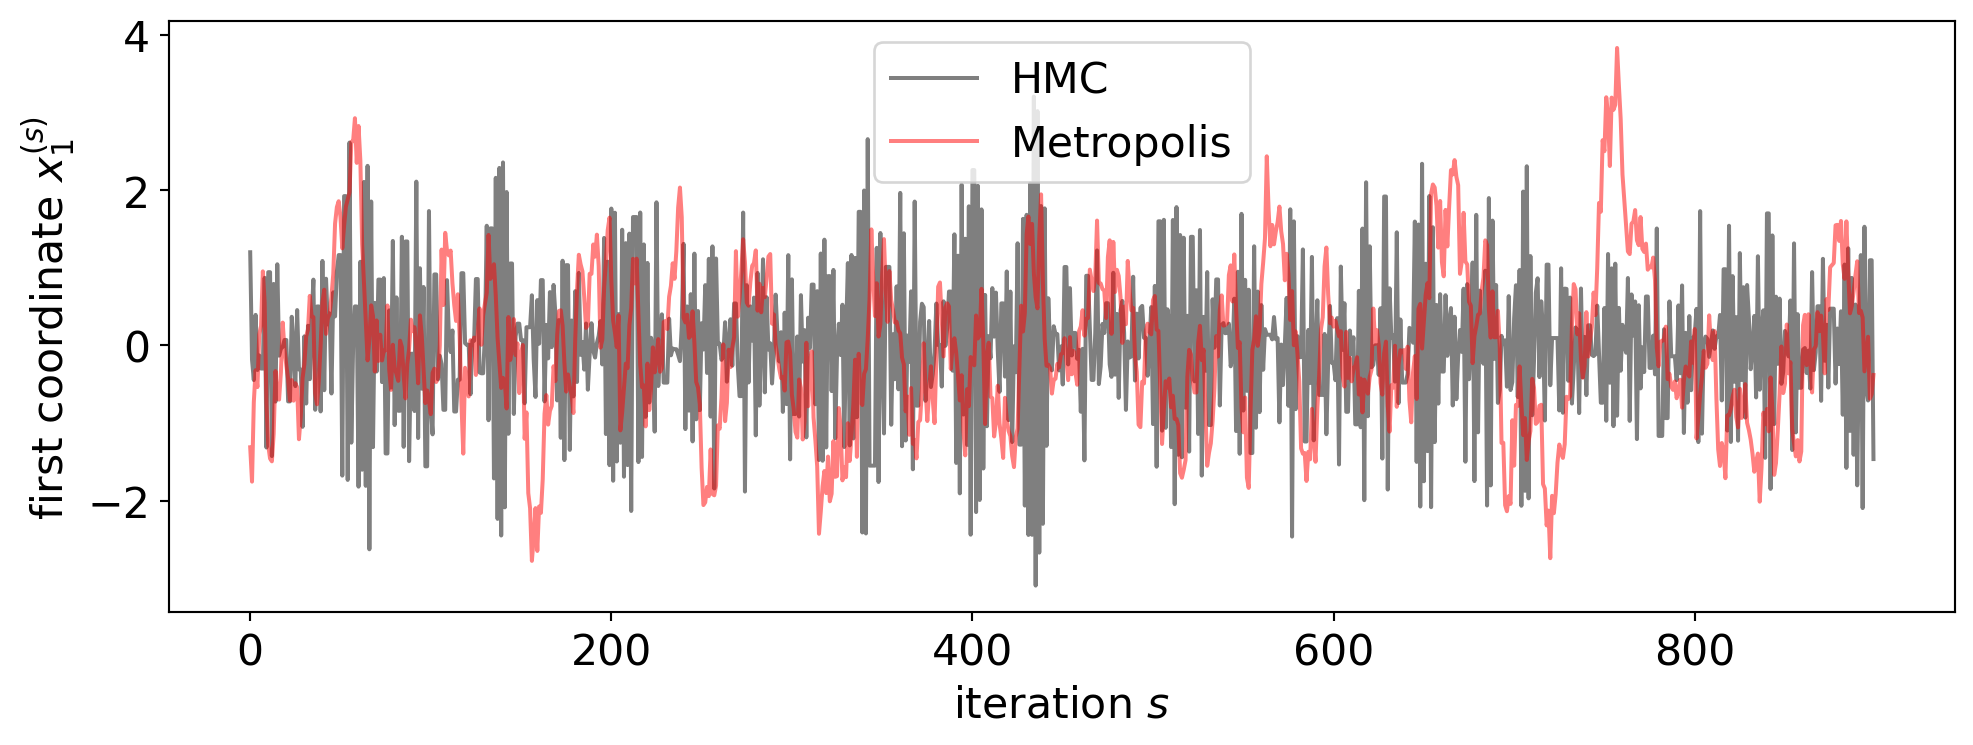 4
2
0
−2
first coordinate x₁⁽ˢ⁾
HMC
Metropolis
0 200 400 600 800
iteration s